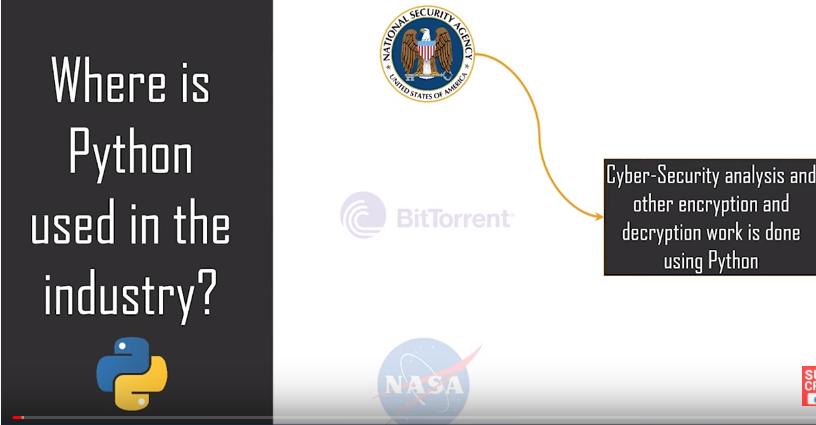 Where is
Python
used in the
industry?
NATIONAL SECURITY AGENCY
UNITED STATES OF AMERICA
BitTorrent
Cyber-Security analysis and
other encryption and
decryption work is done
using Python
NASA